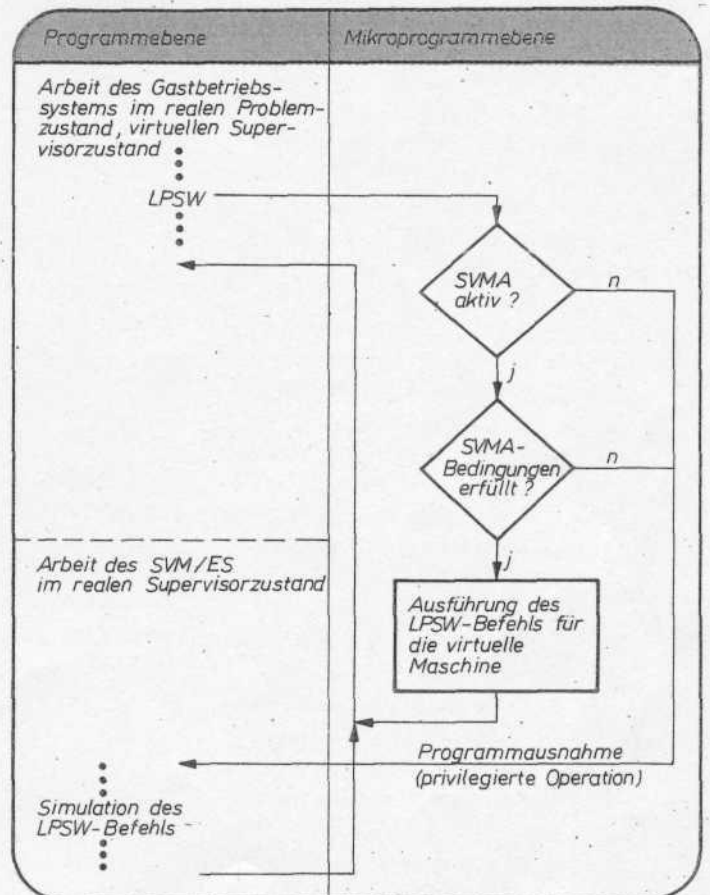 Programmebene
Mikroprogrammebene
Arbeit des Gastbetriebs-
systems im realen Problem-
zustand, virtuellen Super-
visorzustand
LPSW
SVMA
aktiv ?
n
j
SVMA-
Bedingungen
erfüllt ?
n
j
Arbeit des SVM/ES
im realen Supervisorzustand
Ausführung des
LPSW-Befehls für
die virtuelle
Maschine
Programmausnahme
(privilegierte Operation)
Simulation des
LPSW-Befehls